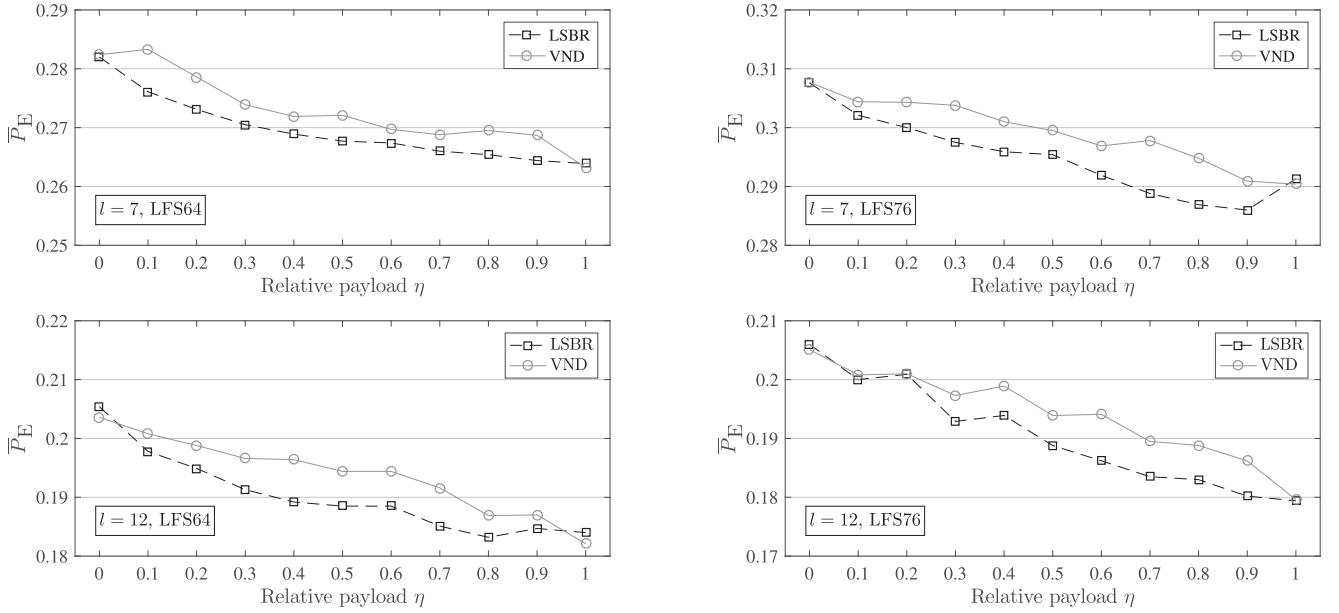 0.29
0.28
0.27
0.26
0.25
P̅E
LSBR
VND
l = 7, LFS64
0 0.1 0.2 0.3 0.4 0.5 0.6 0.7 0.8 0.9 1
Relative payload η
0.32
0.31
0.3
0.29
0.28
P̅E
LSBR
VND
l = 7, LFS76
0 0.1 0.2 0.3 0.4 0.5 0.6 0.7 0.8 0.9 1
Relative payload η
0.22
0.21
0.2
0.19
0.18
P̅E
LSBR
VND
l = 12, LFS64
0 0.1 0.2 0.3 0.4 0.5 0.6 0.7 0.8 0.9 1
Relative payload η
0.21
0.2
0.19
0.18
0.17
P̅E
LSBR
VND
l = 12, LFS76
0 0.1 0.2 0.3 0.4 0.5 0.6 0.7 0.8 0.9 1
Relative payload η